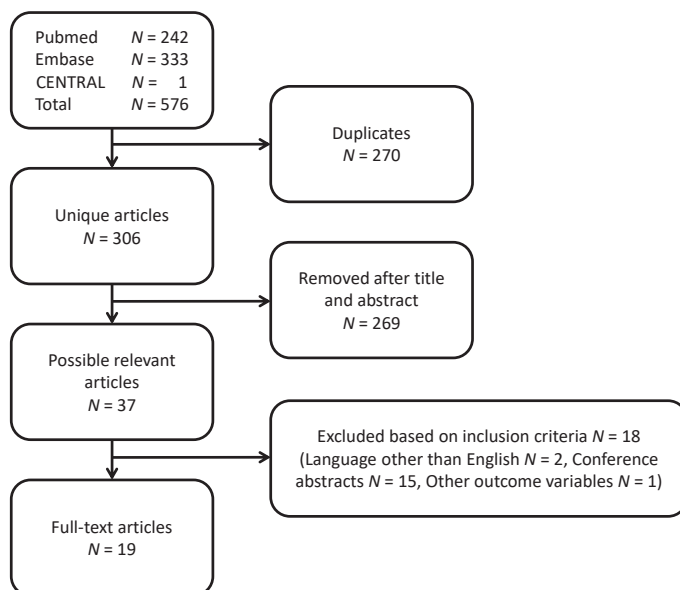 Pubmed N = 242
Embase N = 333
CENTRAL N = 1
Total N = 576
Duplicates
N = 270
Unique articles
N = 306
Removed after title
and abstract
N = 269
Possible relevant
articles
N = 37
Excluded based on inclusion criteria N = 18
(Language other than English N = 2, Conference
abstracts N = 15, Other outcome variables N = 1)
Full-text articles
N = 19